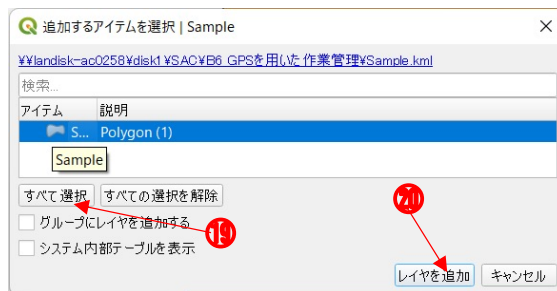 追加するアイテムを選択 | Sample
¥¥landisk-ac0258¥disk1¥SAC¥B6 GPSを用いた作業管理¥Sample.kml
検索...
アイテム 説明
S... Polygon (1)
Sample
すべて選択 すべての選択を解除
グループにレイヤを追加する
⑲ ⑳
システム内部テーブルを表示
レイヤを追加 キャンセル